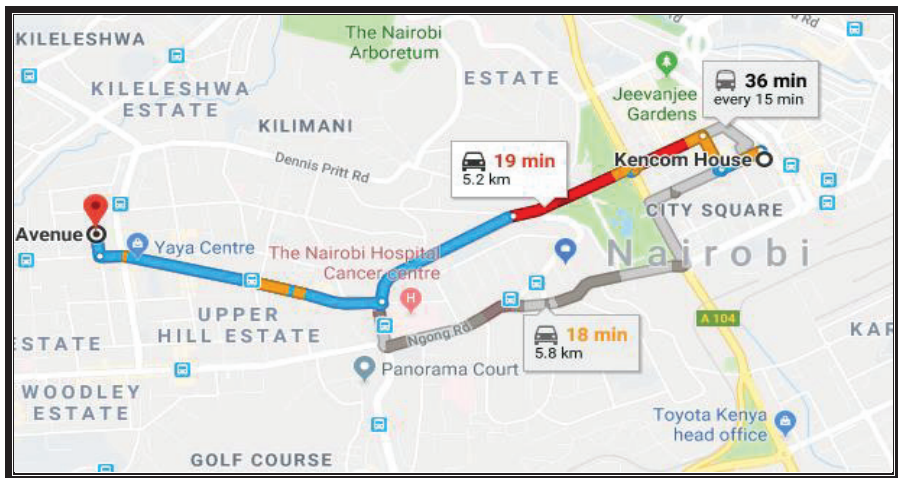 KILELESHWA
The Nairobi
Arboretum
ESTATE
36 min
every 15 min
KILELESHWA
ESTATE
Jeevanjee
Gardens
KILIMANI
Dennis Pritt Rd
19 min
5.2 km
Kencom House
CITY SQUARE
Avenue
Yaya Centre
The Nairobi Hospital
Cancer centre
Nairobi
H
UPPER
HILL ESTATE
Ngong Rd
18 min
5.8 km
A 104
KAR
ESTATE
Panorama Court
WOODLEY
ESTATE
Toyota Kenya
head office
GOLF COURSE